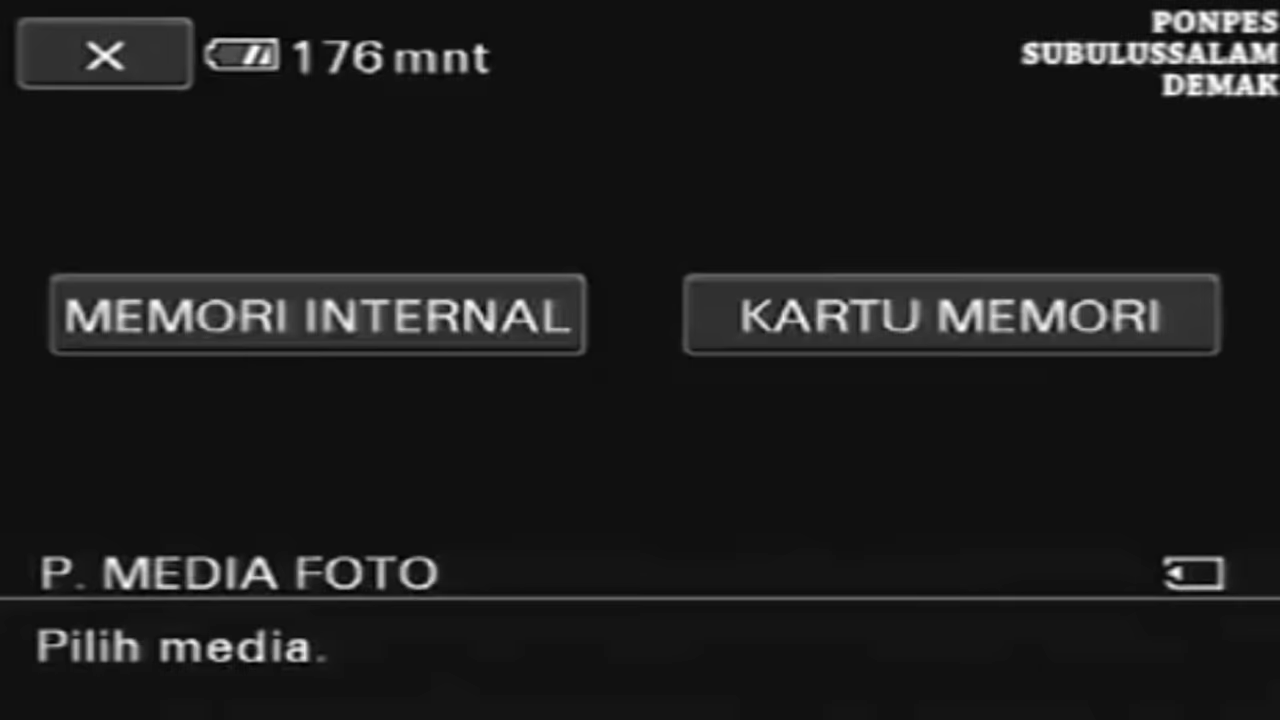 176 mnt
PONPES
SUBULUSSALAM
DEMAK
MEMORI INTERNAL
KARTU MEMORI
P. MEDIA FOTO
Pilih media.